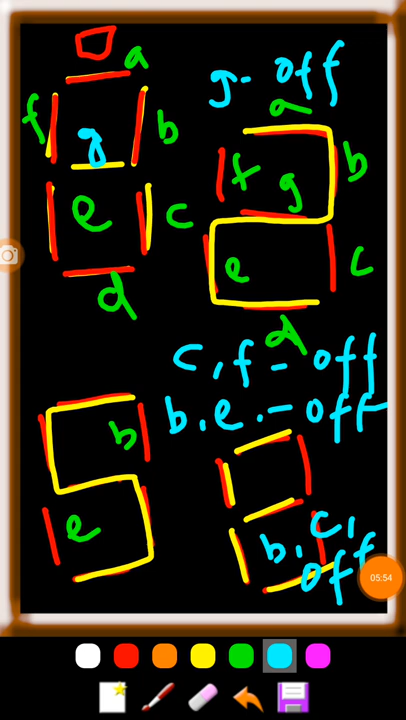 a
f
b
g
e
c
d
g- off
a
f
b
g
e
c
d
c, f - off
b. e. - off
b
e
b, c,
off
05:54